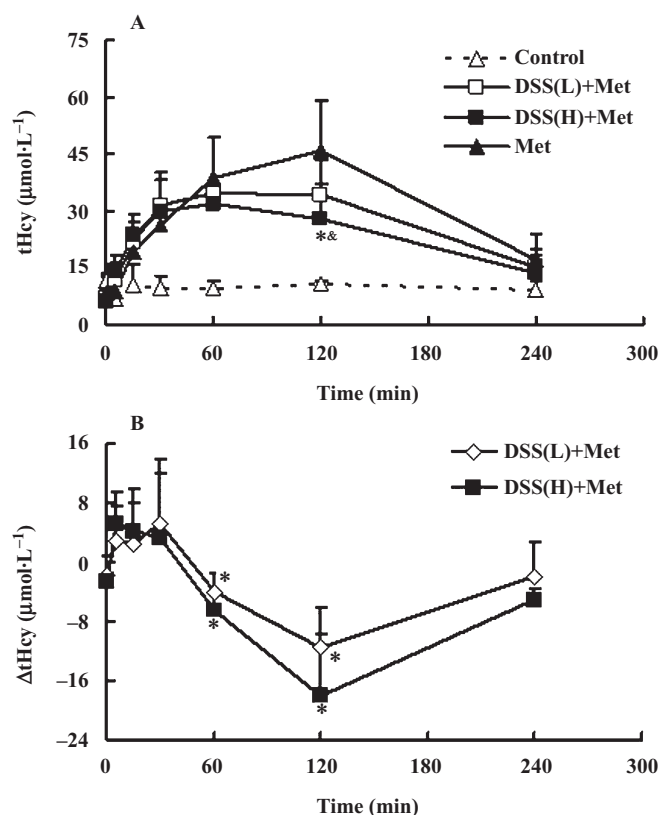 A
75
60
45
30
15
0
tHcy (μmol·L⁻¹)
Control
DSS(L)+Met
DSS(H)+Met
Met
*&
0 60 120 180 240 300
Time (min)
B
16
8
0
–8
–16
–24
ΔtHcy (μmol·L⁻¹)
DSS(L)+Met
DSS(H)+Met
*
*
*
*
0 60 120 180 240 300
Time (min)